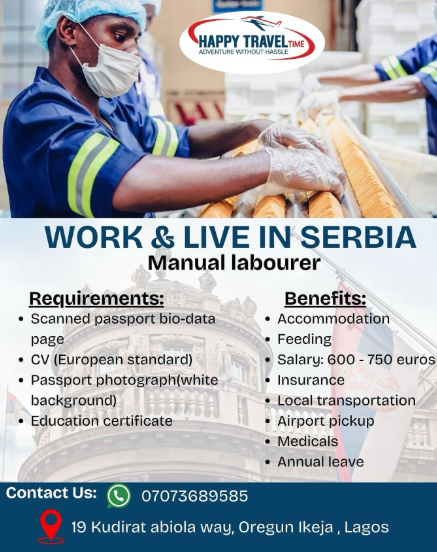 HAPPY TRAVEL TIME
ADVENTURE WITHOUT HASSLE
WORK & LIVE IN SERBIA
Manual labourer
Requirements:
• Scanned passport bio-data
page
• CV (European standard)
• Passport photograph(white
background)
• Education certificate
Benefits:
• Accommodation
• Feeding
• Salary: 600 - 750 euros
• Insurance
• Local transportation
• Airport pickup
• Medicals
• Annual leave
Contact Us: 07073689585
19 Kudirat abiola way, Oregun Ikeja , Lagos